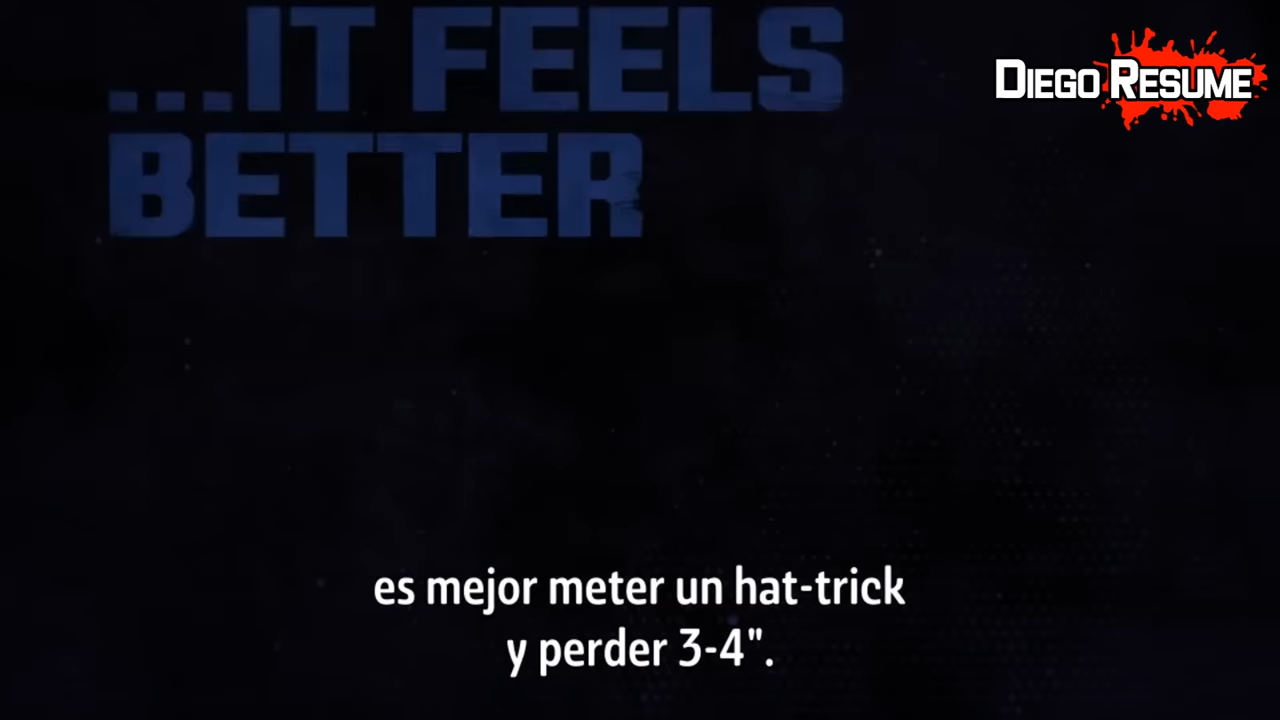 ...IT FEELS
BETTER
DIEGO RESUME
es mejor meter un hat-trick
y perder 3-4".